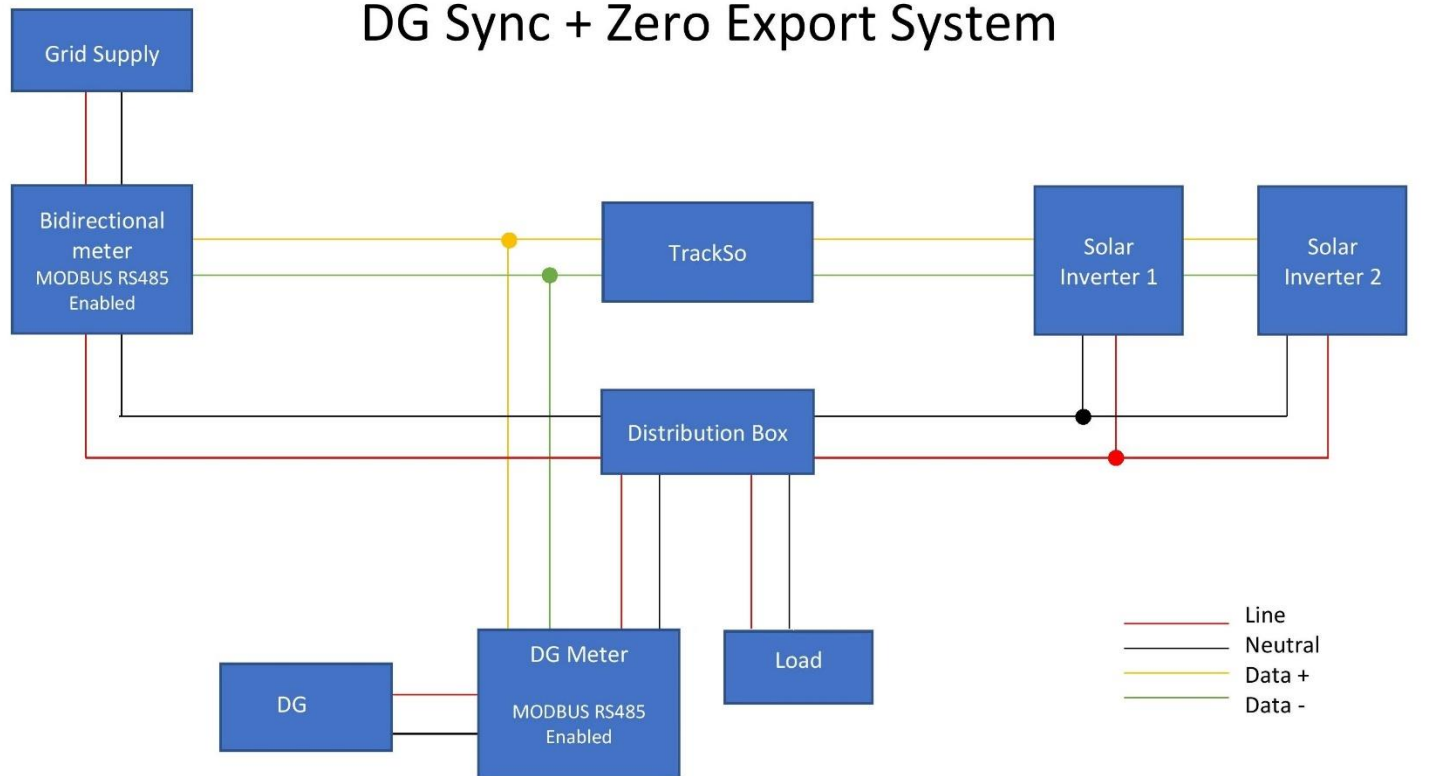 DG Sync + Zero Export System
Grid Supply
Bidirectional
meter
MODBUS RS485
Enabled
TrackSo
Solar
Inverter 1
Solar
Inverter 2
Distribution Box
DG Meter
MODBUS RS485
Enabled
DG
Load
Line
Neutral
Data +
Data -